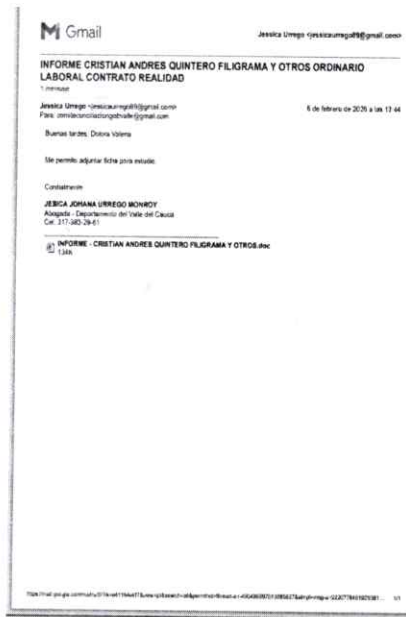 Gmail
Jessica Urrego <jessicaurrego89@gmail.com>
INFORME CRISTIAN ANDRES QUINTERO FILIGRAMA Y OTROS ORDINARIO
LABORAL CONTRATO REALIDAD
1 mensaje
Jessica Urrego <jessicaurrego89@gmail.com>
6 de febrero de 2025 a las 13:44
Para:
Buenas tardes, Doctora Valeria
Me permito adjuntar ficha para estudio
Cordialmente
JESICA JOHANA URREGO MONROY
Abogada - Departamento del Valle del Cauca
Cel: 317-385-29-61
INFORME - CRISTIAN ANDRES QUINTERO FILIGRAMA Y OTROS.doc
134K
1/1